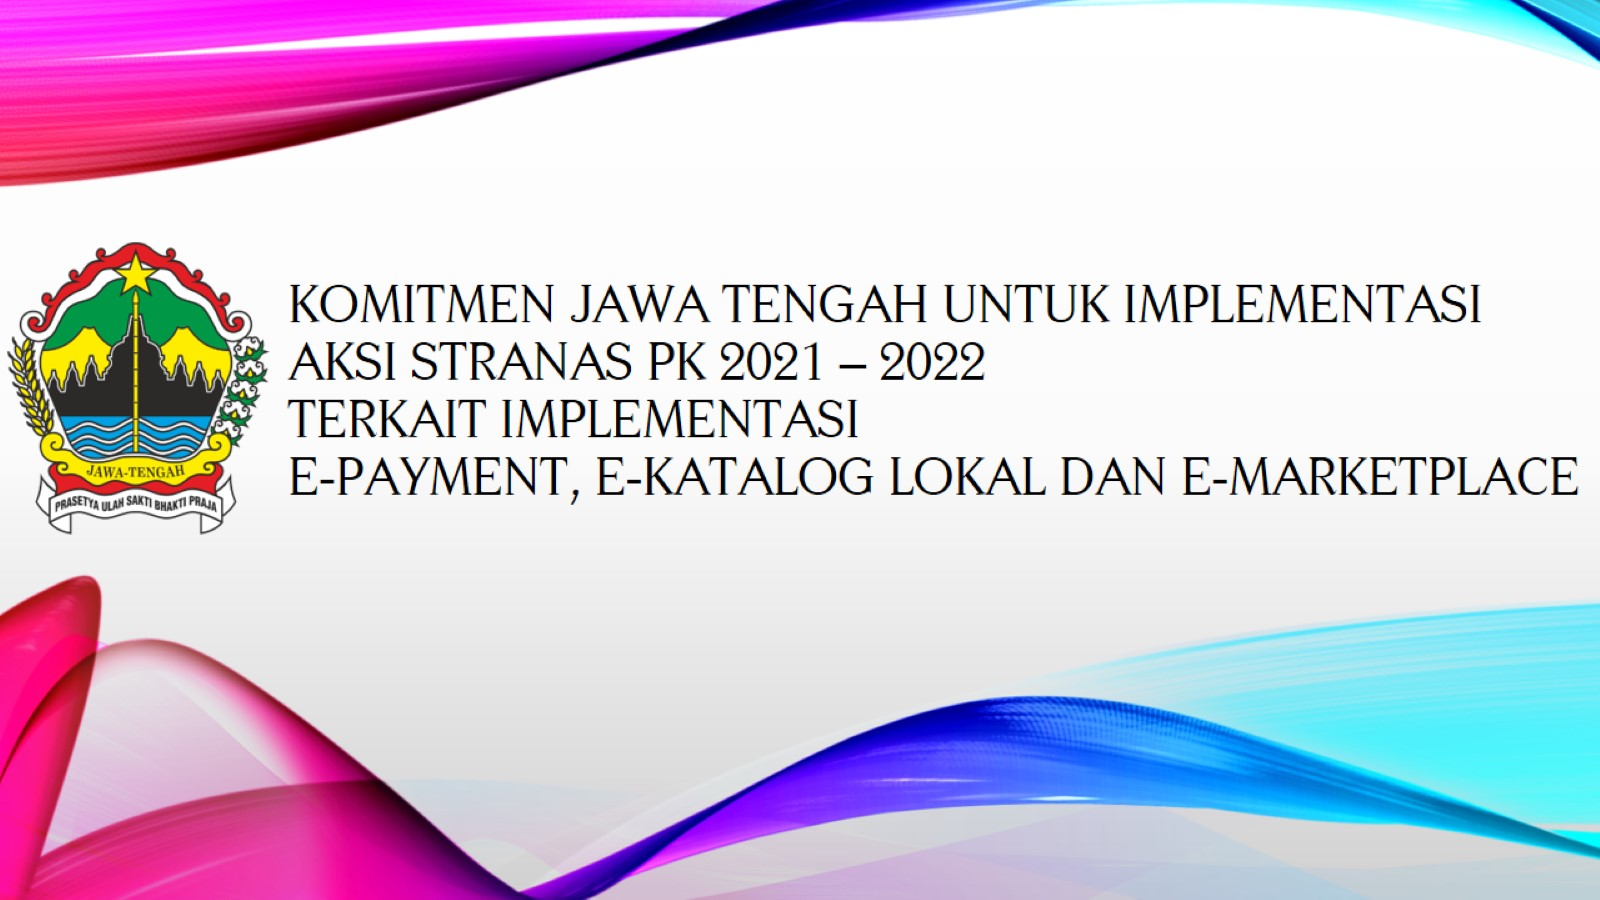 KOMITMEN JAWA TENGAH UNTUK IMPLEMENTASI
AKSI STRANAS PK 2021 – 2022
TERKAIT IMPLEMENTASI
E-PAYMENT, E-KATALOG LOKAL DAN E-MARKETPLACE
JAWA-TENGAH
PRASETYA ULAH SAKTI BHAKTI PRAJA